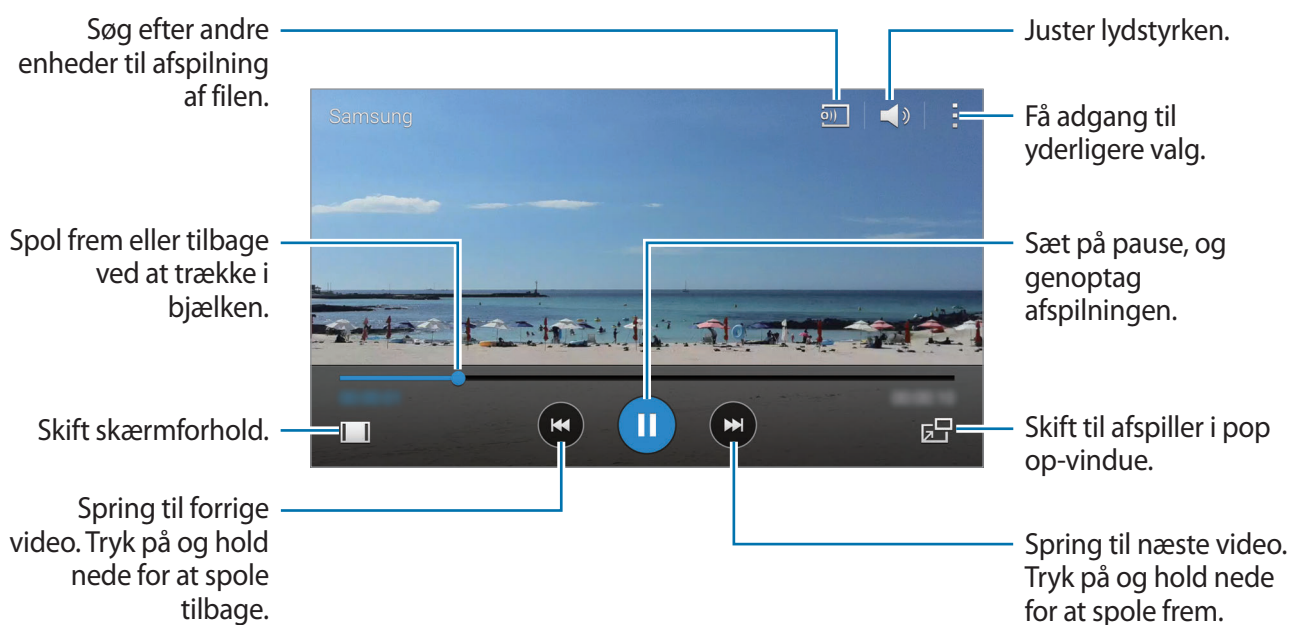 Søg efter andre
enheder til afspilning
af filen.
Juster lydstyrken.
Samsung
Få adgang til
yderligere valg.
Spol frem eller tilbage
ved at trække i
bjælken.
Sæt på pause, og
genoptag
afspilningen.
Skift skærmforhold.
Skift til afspiller i pop
op-vindue.
Spring til forrige
video. Tryk på og hold
nede for at spole
tilbage.
Spring til næste video.
Tryk på og hold nede
for at spole frem.